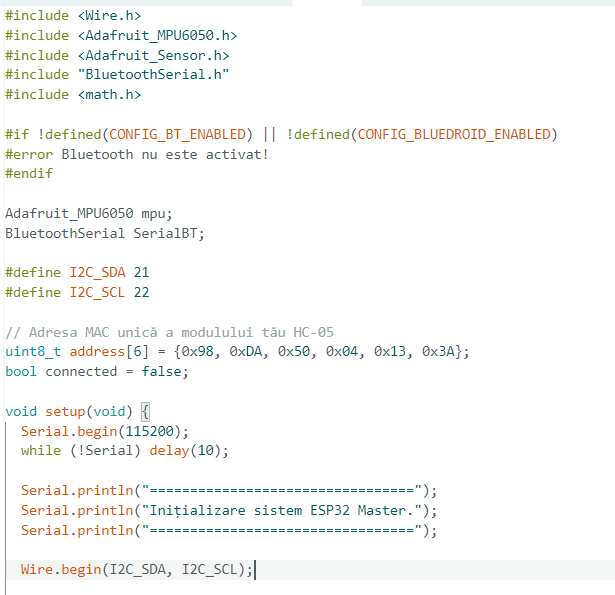 #include <Wire.h>
#include <Adafruit_MPU6050.h>
#include <Adafruit_Sensor.h>
#include "BluetoothSerial.h"
#include <math.h>
#if !defined(CONFIG_BT_ENABLED) || !defined(CONFIG_BLUEDROID_ENABLED)
#error Bluetooth nu este activat!
#endif
Adafruit_MPU6050 mpu;
BluetoothSerial SerialBT;
#define I2C_SDA 21
#define I2C_SCL 22
// Adresa MAC unică a modulului tău HC-05
uint8_t address[6] = {0x98, 0xDA, 0x50, 0x04, 0x13, 0x3A};
bool connected = false;
void setup(void) {
  Serial.begin(115200);
  while (!Serial) delay(10);
  Serial.println("=================================");
  Serial.println("Inițializare sistem ESP32 Master.");
  Serial.println("=================================");
  Wire.begin(I2C_SDA, I2C_SCL);